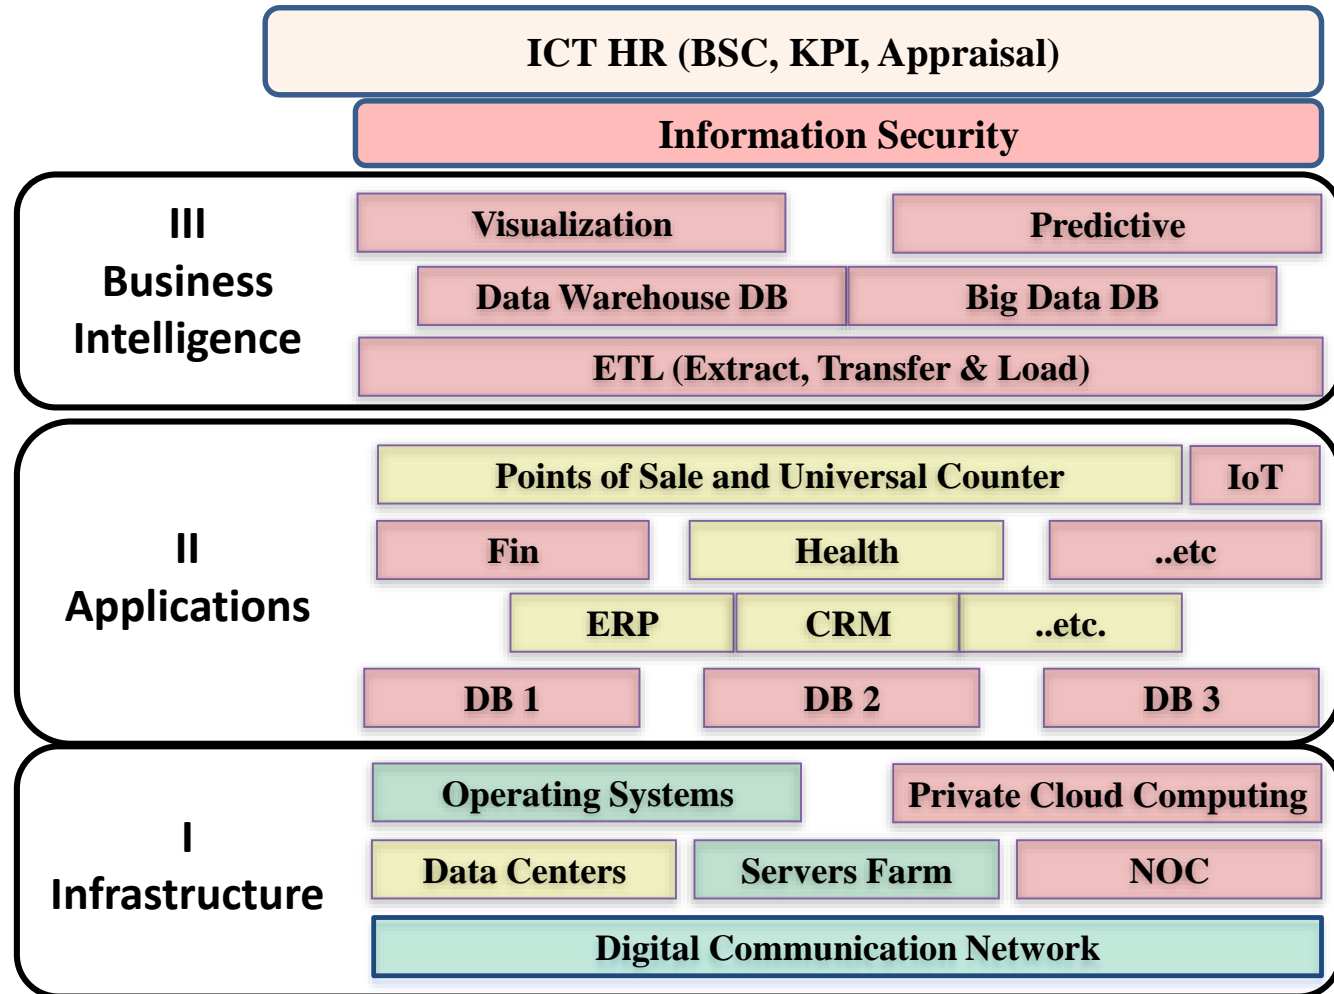 ICT HR (BSC, KPI, Appraisal)
Information Security
III
Business
Intelligence
Visualization
Predictive
Data Warehouse DB
Big Data DB
ETL (Extract, Transfer & Load)
II
Applications
Points of Sale and Universal Counter
IoT
Fin
Health
..etc
ERP
CRM
..etc.
DB 1
DB 2
DB 3
I
Infrastructure
Operating Systems
Private Cloud Computing
Data Centers
Servers Farm
NOC
Digital Communication Network